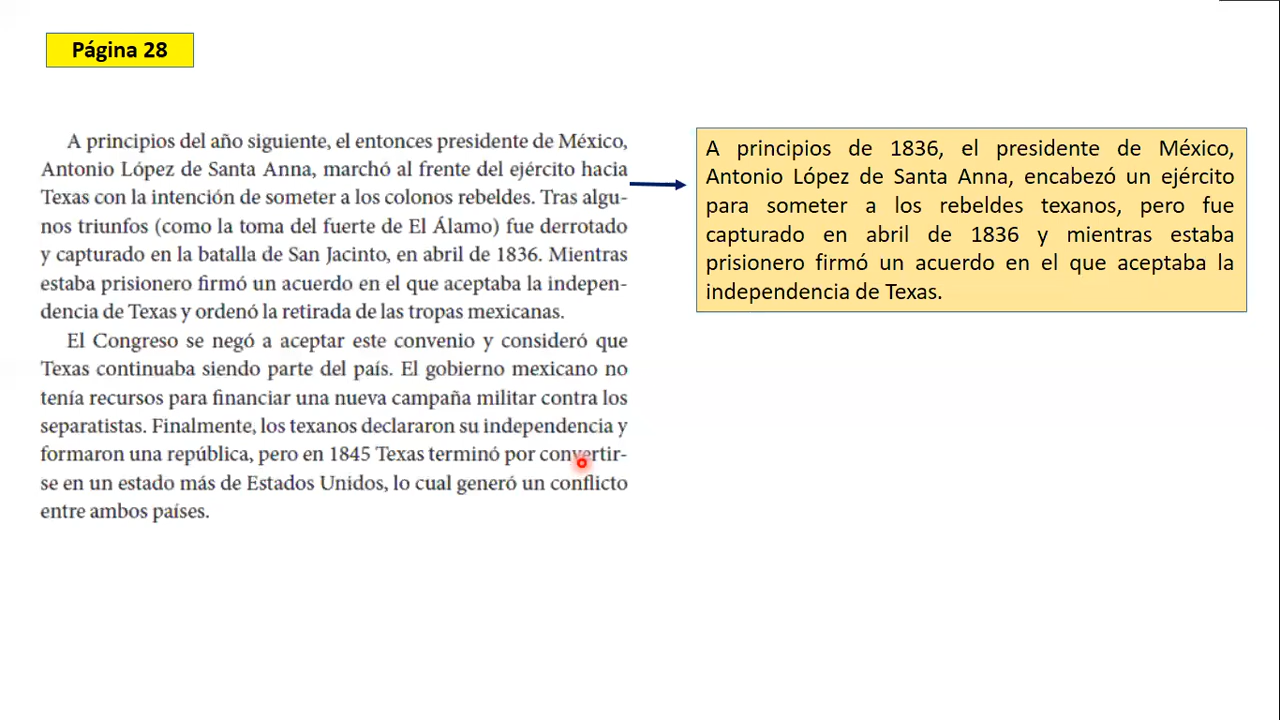 Página 28
A principios del año siguiente, el entonces presidente de México,
Antonio López de Santa Anna, marchó al frente del ejército hacia
Texas con la intención de someter a los colonos rebeldes. Tras algu-
nos triunfos (como la toma del fuerte de El Álamo) fue derrotado
y capturado en la batalla de San Jacinto, en abril de 1836. Mientras
estaba prisionero firmó un acuerdo en el que aceptaba la indepen-
dencia de Texas y ordenó la retirada de las tropas mexicanas.
El Congreso se negó a aceptar este convenio y consideró que
Texas continuaba siendo parte del país. El gobierno mexicano no
tenía recursos para financiar una nueva campaña militar contra los
separatistas. Finalmente, los texanos declararon su independencia y
formaron una república, pero en 1845 Texas terminó por convertir-
se en un estado más de Estados Unidos, lo cual generó un conflicto
entre ambos países.
A principios de 1836, el presidente de México,
Antonio López de Santa Anna, encabezó un ejército
para someter a los rebeldes texanos, pero fue
capturado en abril de 1836 y mientras estaba
prisionero firmó un acuerdo en el que aceptaba la
independencia de Texas.